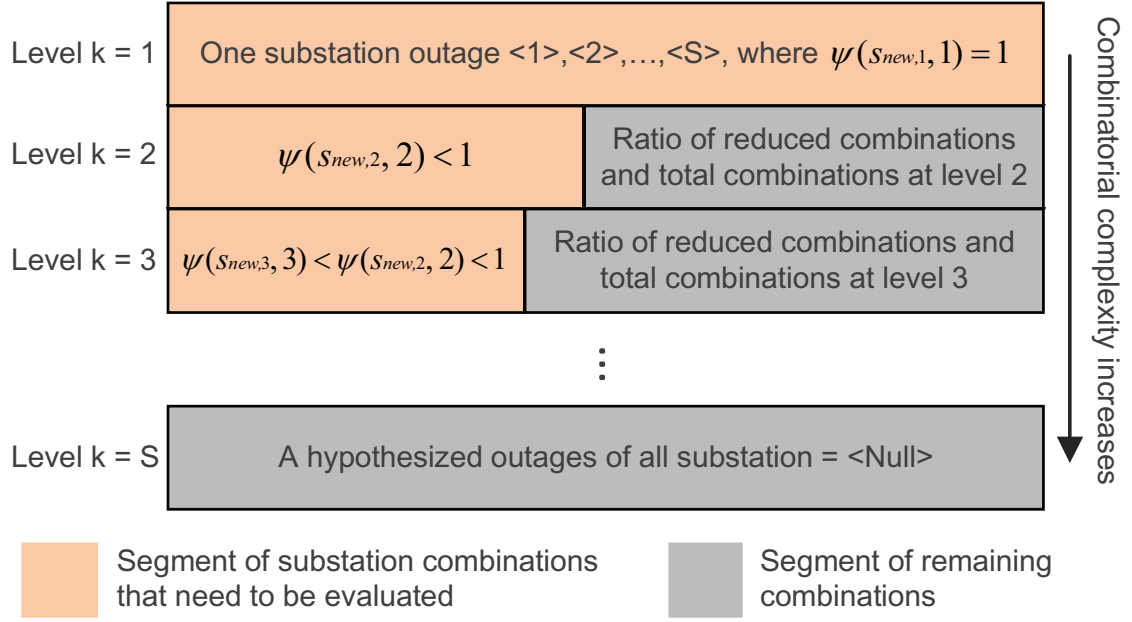 Level k = 1
One substation outage <1>,<2>,…,<S>, where ψ(s_new,1, 1) = 1
Level k = 2
ψ(s_new,2, 2) < 1
Ratio of reduced combinations
and total combinations at level 2
Level k = 3
ψ(s_new,3, 3) < ψ(s_new,2, 2) < 1
Ratio of reduced combinations and
total combinations at level 3
⋮
Level k = S
A hypothesized outages of all substation = <Null>
Combinatorial complexity increases
Segment of substation combinations
that need to be evaluated
Segment of remaining
combinations